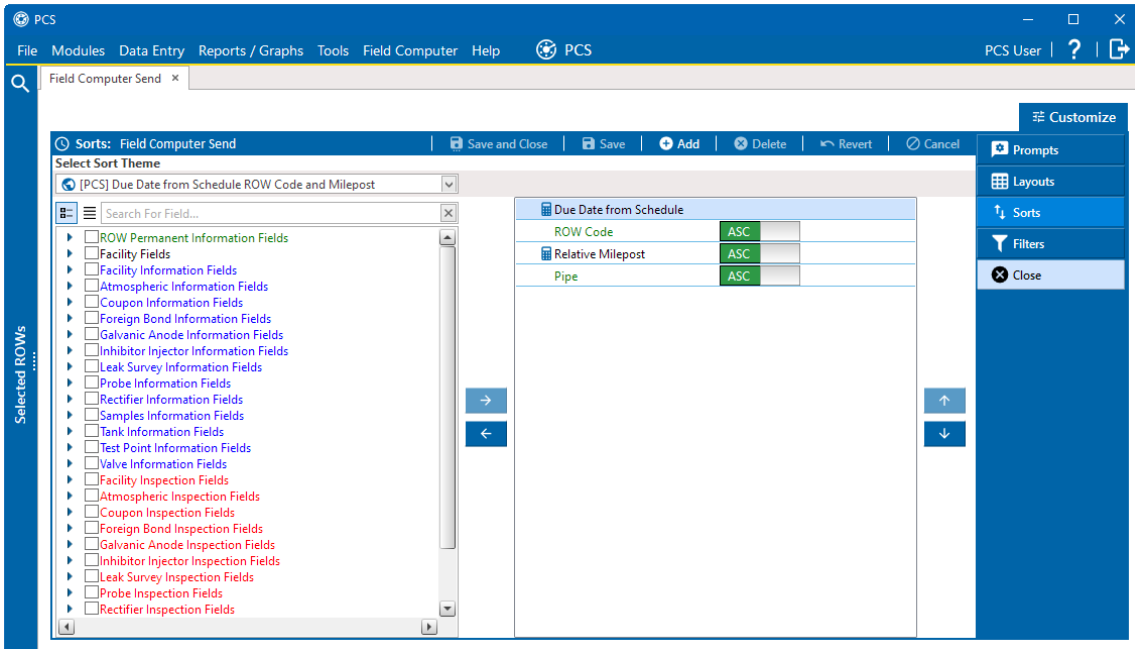 PCS
File Modules Data Entry Reports / Graphs Tools Field Computer Help PCS PCS User | ? |
Field Computer Send ×
Customize
Sorts: Field Computer Send | Save and Close | Save | Add | Delete | Revert | Cancel
Select Sort Theme
[PCS] Due Date from Schedule ROW Code and Milepost
Search For Field...
ROW Permanent Information Fields
Facility Fields
Facility Information Fields
Atmospheric Information Fields
Coupon Information Fields
Foreign Bond Information Fields
Galvanic Anode Information Fields
Inhibitor Injector Information Fields
Leak Survey Information Fields
Probe Information Fields
Rectifier Information Fields
Samples Information Fields
Tank Information Fields
Test Point Information Fields
Valve Information Fields
Facility Inspection Fields
Atmospheric Inspection Fields
Coupon Inspection Fields
Foreign Bond Inspection Fields
Galvanic Anode Inspection Fields
Inhibitor Injector Inspection Fields
Leak Survey Inspection Fields
Probe Inspection Fields
Rectifier Inspection Fields
Due Date from Schedule
ROW Code ASC
Relative Milepost ASC
Pipe ASC
Prompts
Layouts
Sorts
Filters
Close
Selected ROWs